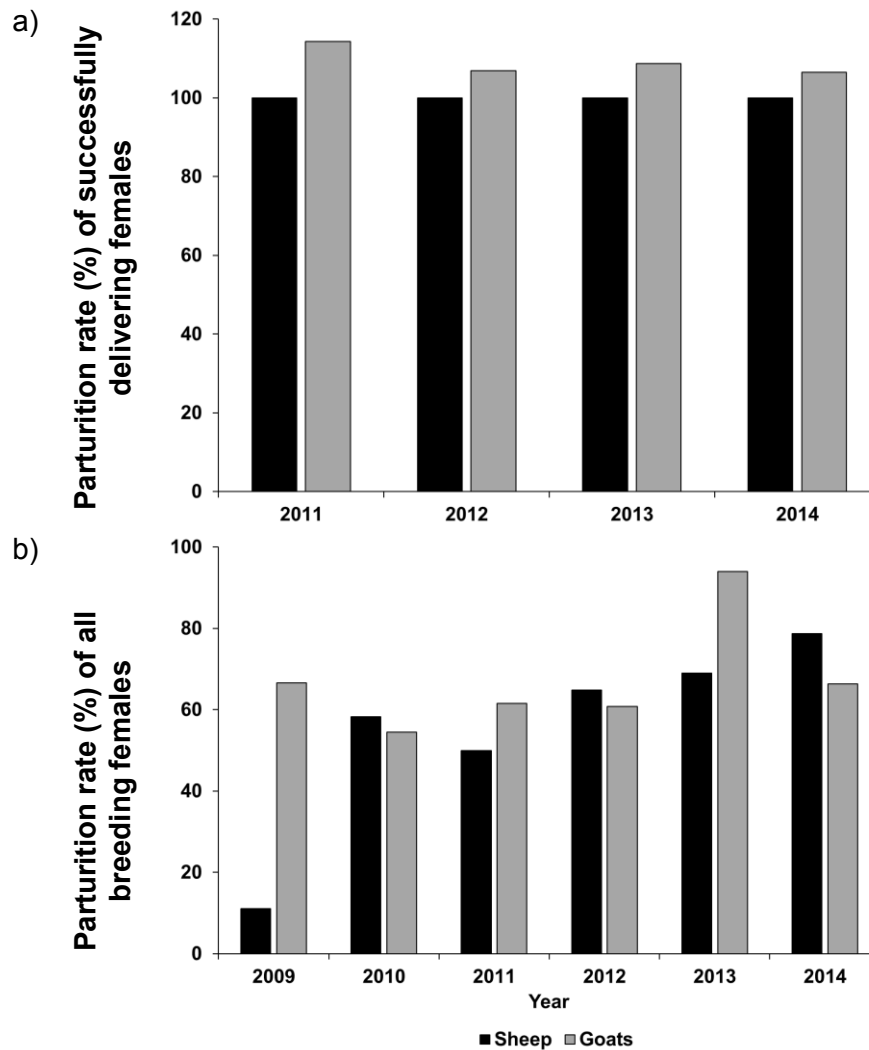 a)
Parturition rate (%) of successfully
delivering females
120
100
80
60
40
20
0
2011 2012 2013 2014
b)
Parturition rate (%) of all
breeding females
100
80
60
40
20
0
2009 2010 2011 2012 2013 2014
Year
Sheep Goats